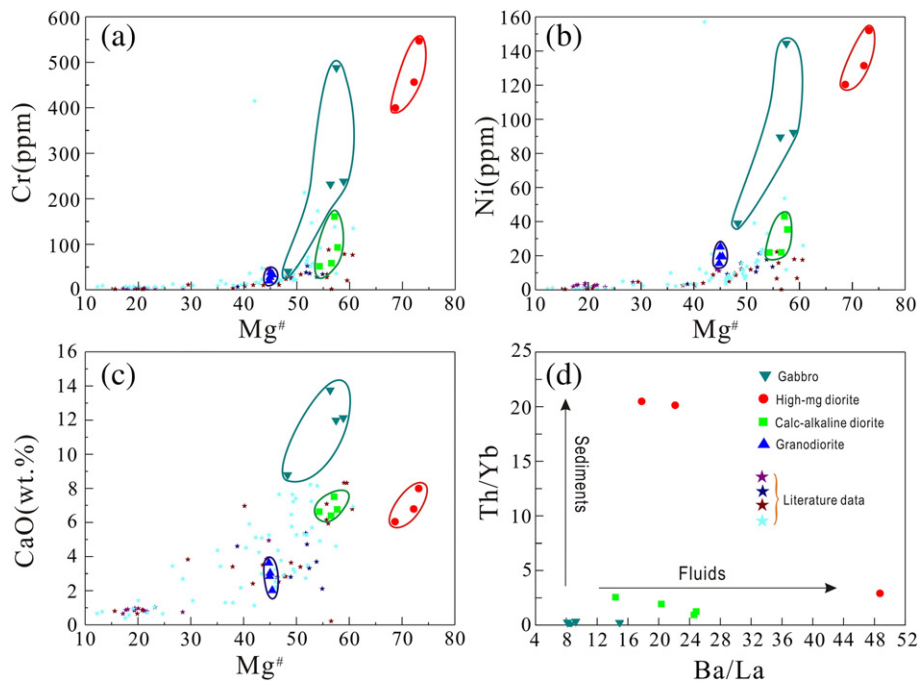 (a)
Cr(ppm)
600
500
400
300
200
100
0
10 20 30 40 50 60 70 80
Mg#
(b)
Ni(ppm)
160
140
120
100
80
60
40
20
0
10 20 30 40 50 60 70 80
Mg#
(c)
CaO(wt.%)
16
14
12
10
8
6
4
2
0
10 20 30 40 50 60 70 80
Mg#
(d)
Th/Yb
25
20
15
10
5
0
4 8 12 16 20 24 28 32 36 40 44 48 52
Ba/La
Sediments
Fluids
Gabbro
High-mg diorite
Calc-alkaline diorite
Granodiorite
Literature data